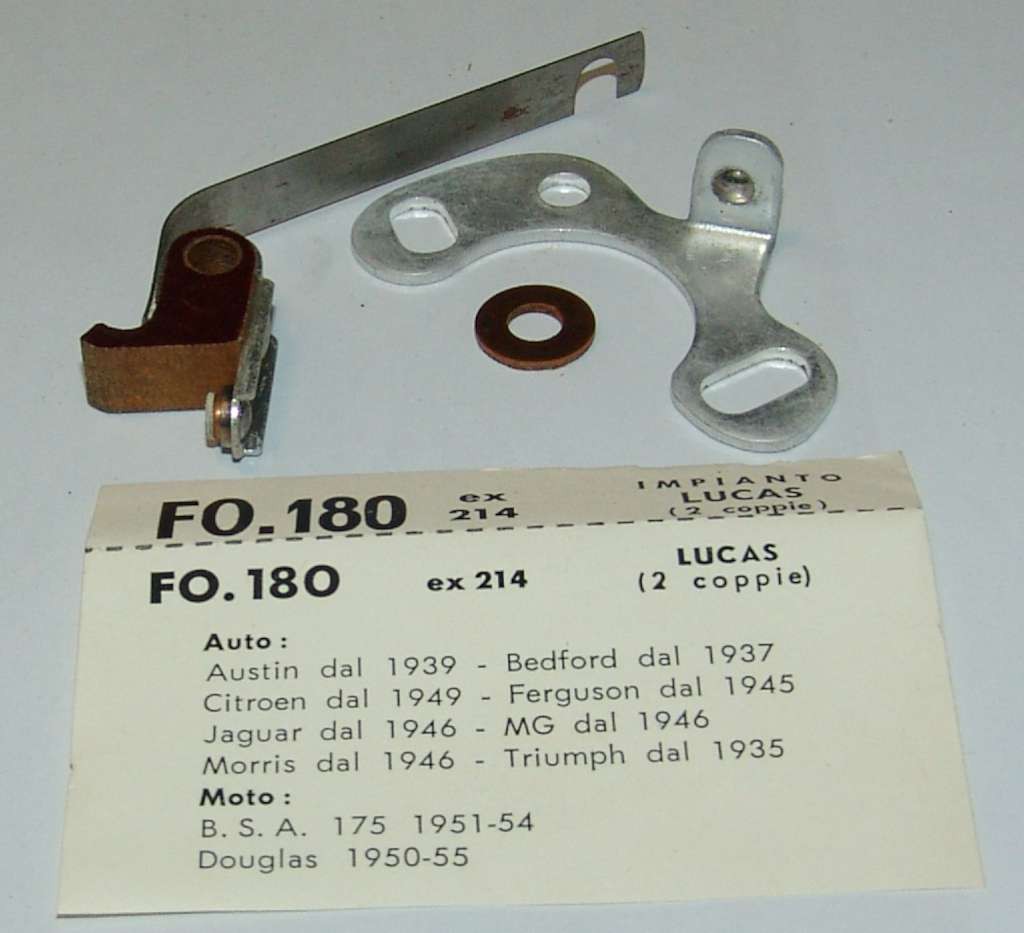 FO.180 ex 214 IMPIANTO LUCAS (2 coppie)
FO.180 ex 214 LUCAS (2 coppie)
Auto :
Austin dal 1939 - Bedford dal 1937
Citroen dal 1949 - Ferguson dal 1945
Jaguar dal 1946 - MG dal 1946
Morris dal 1946 - Triumph dal 1935
Moto :
B. S. A. 175 1951-54
Douglas 1950-55